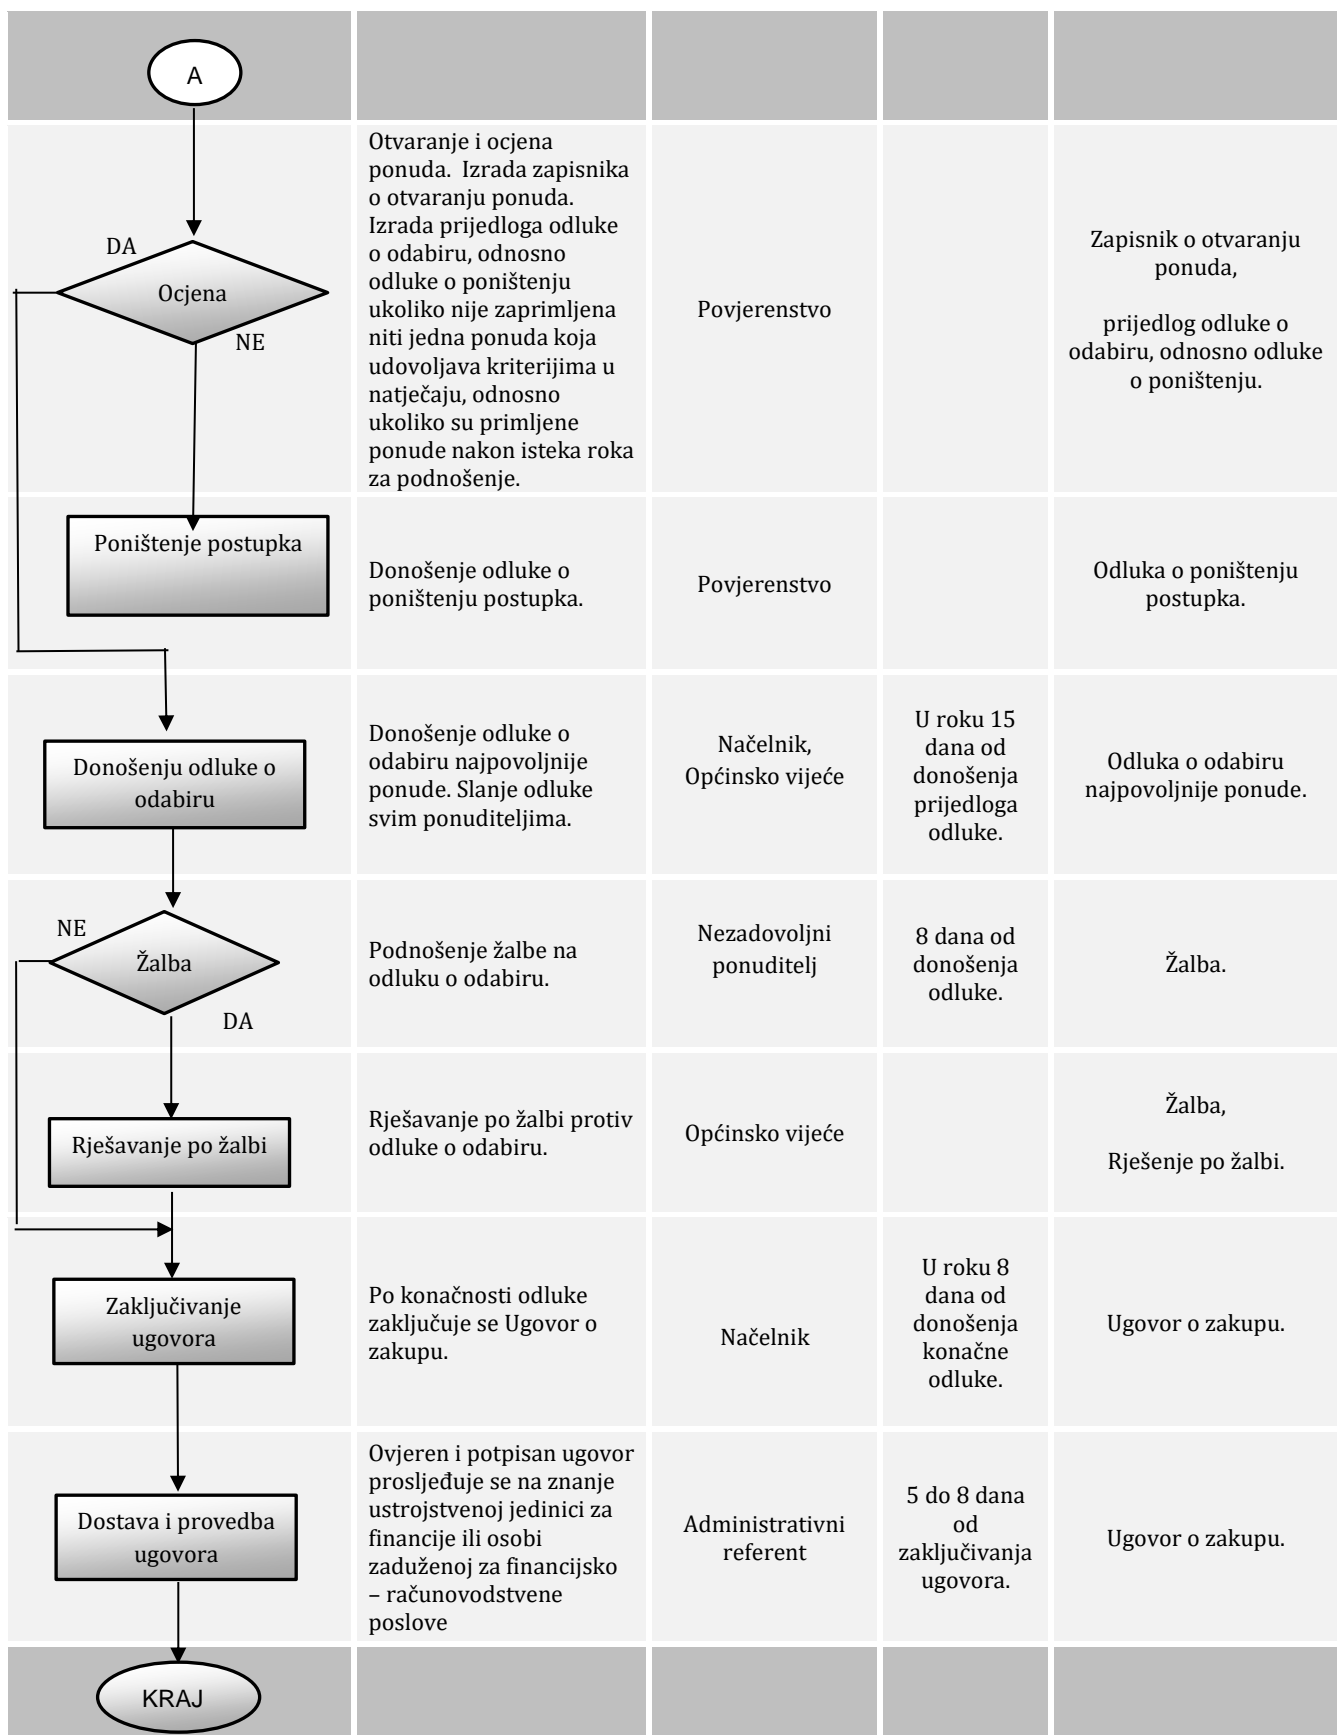 A
DA
Ocjena
NE
Otvaranje i ocjena
ponuda.  Izrada zapisnika
o otvaranju ponuda.
Izrada prijedloga odluke
o odabiru, odnosno
odluke o poništenju
ukoliko nije zaprimljena
niti jedna ponuda koja
udovoljava kriterijima u
natječaju, odnosno
ukoliko su primljene
ponude nakon isteka roka
za podnošenje.
Povjerenstvo
Zapisnik o otvaranju
ponuda,
prijedlog odluke o
odabiru, odnosno odluke
o poništenju.
Poništenje postupka
Donošenje odluke o
poništenju postupka.
Povjerenstvo
Odluka o poništenju
postupka.
Donošenju odluke o
odabiru
Donošenje odluke o
odabiru najpovoljnije
ponude. Slanje odluke
svim ponuditeljima.
Načelnik,
Općinsko vijeće
U roku 15
dana od
donošenja
prijedloga
odluke.
Odluka o odabiru
najpovoljnije ponude.
NE
Žalba
DA
Podnošenje žalbe na
odluku o odabiru.
Nezadovoljni
ponuditelj
8 dana od
donošenja
odluke.
Žalba.
Rješavanje po žalbi
Rješavanje po žalbi protiv
odluke o odabiru.
Općinsko vijeće
Žalba,
Rješenje po žalbi.
Zaključivanje
ugovora
Po konačnosti odluke
zaključuje se Ugovor o
zakupu.
Načelnik
U roku 8
dana od
donošenja
konačne
odluke.
Ugovor o zakupu.
Dostava i provedba
ugovora
Ovjeren i potpisan ugovor
prosljeđuje se na znanje
ustrojstvenoj jedinici za
financije ili osobi
zaduženoj za financijsko
– računovodstvene
poslove
Administrativni
referent
5 do 8 dana
od
zaključivanja
ugovora.
Ugovor o zakupu.
KRAJ